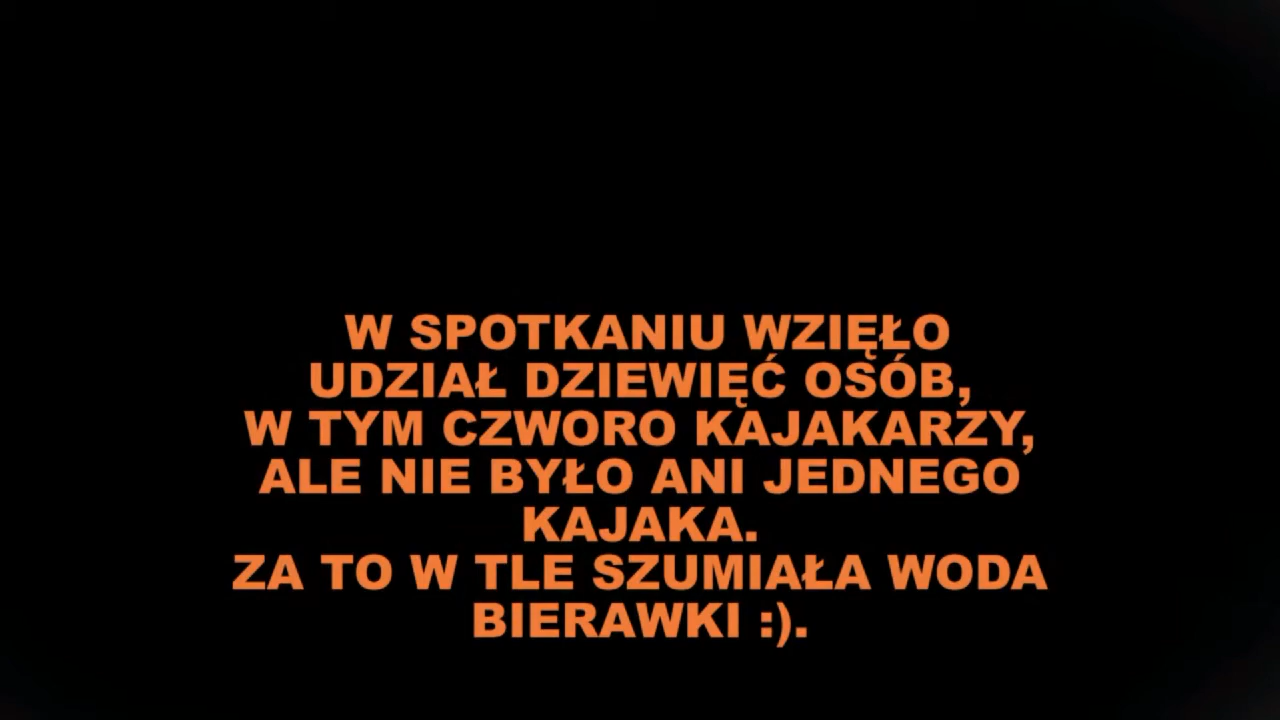 W SPOTKANIU WZIĘŁO
UDZIAŁ DZIEWIĘĆ OSÓB,
W TYM CZWORO KAJAKARZY,
ALE NIE BYŁO ANI JEDNEGO
KAJAKA.
ZA TO W TLE SZUMIAŁA WODA
BIERAWKI :).